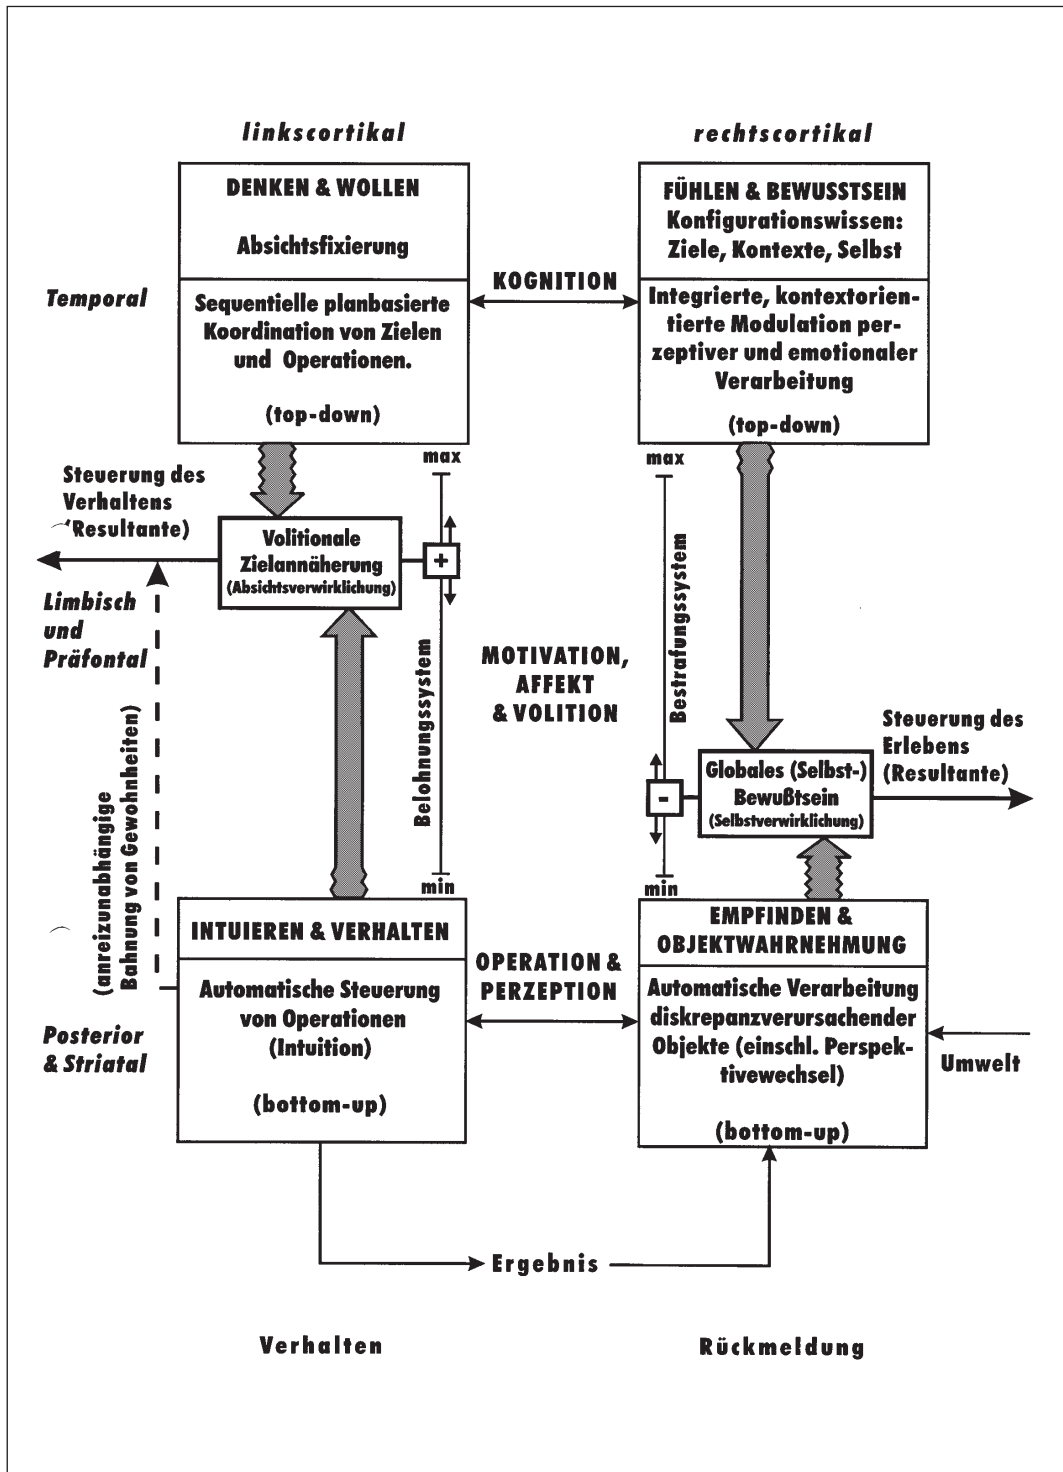 linkscortikal
rechtscortikal
DENKEN & WOLLEN
Absichtsfixierung
FÜHLEN & BEWUSSTSEIN
Konfigurationswissen:
Ziele, Kontexte, Selbst
Temporal
KOGNITION
Sequentielle planbasierte
Koordination von Zielen
und Operationen.
(top-down)
Integrierte, kontextorien-
tierte Modulation per-
zeptiver und emotionaler
Verarbeitung
(top-down)
max
max
Steuerung des
Verhaltens
'Resultante)
Volitionale
Zielannäherung
(Absichtsverwirklichung)
+
Limbisch
und
Präfontal
Belohnungssystem
MOTIVATION,
AFFEKT
& VOLITION
Bestrafungssystem
Steuerung des
Erlebens
(Resultante)
-
Globales (Selbst-)
Bewußtsein
(Selbstverwirklichung)
(anreizunabhängige
Bahnung von Gewohnheiten)
min
min
INTUIEREN & VERHALTEN
EMPFINDEN &
OBJEKTWAHRNEHMUNG
OPERATION &
PERZEPTION
Automatische Steuerung
von Operationen
(Intuition)
(bottom-up)
Automatische Verarbeitung
diskrepanzverursachender
Objekte (einschl. Perspek-
tivewechsel)
(bottom-up)
Posterior
& Striatal
Umwelt
Ergebnis
Verhalten
Rückmeldung